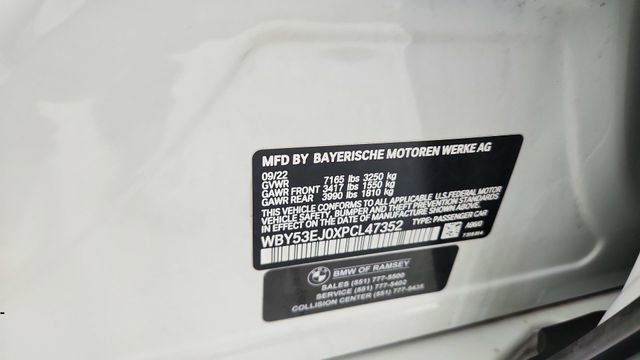 MFD BY BAYERISCHE MOTOREN WERKE AG
09/22
GVWR 7165 lbs 3250 kg
GAWR FRONT 3417 lbs 1550 kg
GAWR REAR 3990 lbs 1810 kg
THIS VEHICLE CONFORMS TO ALL APPLICABLE U.S. FEDERAL MOTOR
VEHICLE SAFETY, BUMPER, AND THEFT PREVENTION STANDARDS
IN EFFECT ON THE DATE OF MANUFACTURE SHOWN ABOVE.
WBY53EJ0XPCL47352 TYPE: PASSENGER CAR
BMW OF RAMSEY
SALES (551) 777-5500
SERVICE (551) 777-5402
COLLISION CENTER (551) 777-5435